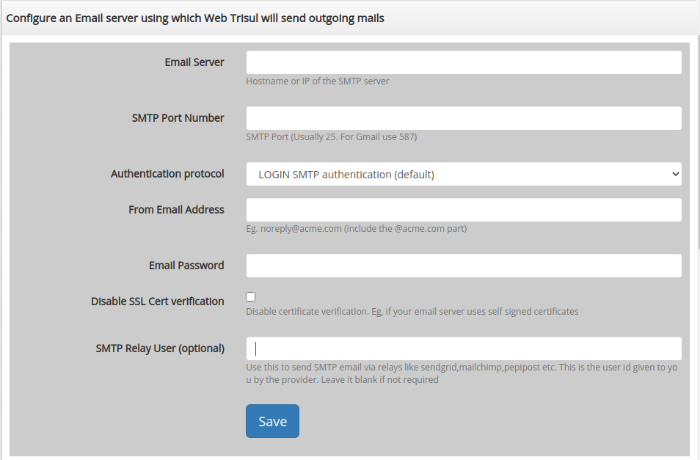 Configure an Email server using which Web Trisul will send outgoing mails
Email Server
Hostname or IP of the SMTP server
SMTP Port Number
SMTP Port (Usually 25. For Gmail use 587)
Authentication protocol
LOGIN SMTP authentication (default)
From Email Address
Eg. noreply@acme.com (include the @acme.com part)
Email Password
Disable SSL Cert verification
Disable certificate verification. Eg, if your email server uses self signed certificates
SMTP Relay User (optional)
Use this to send SMTP email via relays like sendgrid,mailchimp,pepipost etc. This is the user id given to yo
u by the provider. Leave it blank if not required
Save